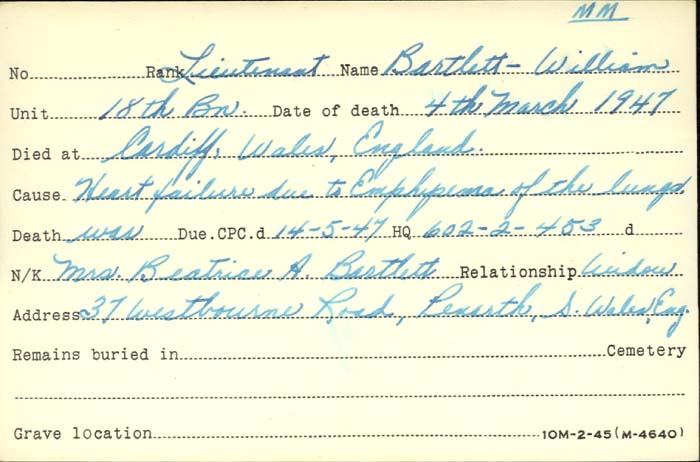 MM
No Rank Lieutenant Name Bartlett - William
Unit 18th Bn. Date of death 4th March 1947
Died at Cardiff, Wales, England.
Cause Heart failure due to Emphysema of the lungs
Death was Due.CPC.d 14-5-47 HQ 602-2-453 d
N/K Mrs. Beatrice A. Bartlett Relationship Widow
Address 37 Westbourne Road, Penarth, S. Wales, Eng.
Remains buried in Cemetery
Grave location 10M-2-45 (M-4640)